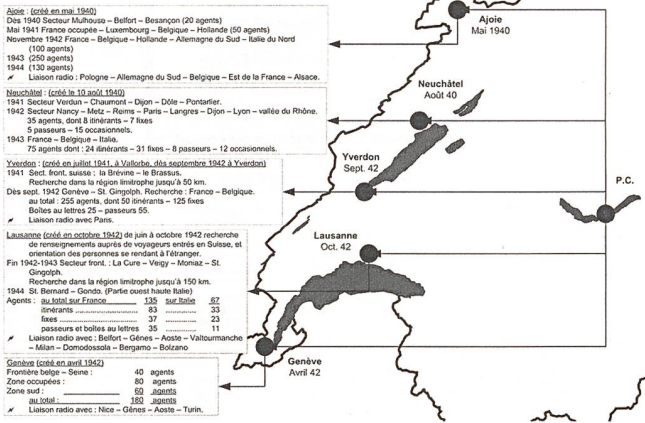 Ajoie : (créé en mai 1940)
Dès 1940 Secteur Mulhouse – Belfort – Besançon (20 agents)
Mai 1941 France occupée – Luxembourg – Belgique – Hollande (50 agents)
Novembre 1942 France – Belgique – Hollande – Allemagne du Sud – Italie du Nord
(100 agents)
1943 (250 agents)
1944 (130 agents)
Liaison radio : Pologne – Allemagne du Sud – Belgique – Est de la France – Alsace.
Neuchâtel : (créé le 10 août 1940)
1941 Secteur Verdun – Chaumont – Dijon – Dôle – Pontarlier.
1942 Secteur Nancy – Metz – Reims – Paris – Langres – Dijon – Lyon – vallée du Rhône.
35 agents, dont 8 itinérants – 7 fixes
5 passeurs – 15 occasionnels.
1943 France – Belgique – Italie.
75 agents dont : 24 itinérants – 31 fixes – 8 passeurs – 12 occasionnels.
Yverdon : (créé en juillet 1941, à Vallorbe, dès septembre 1942 à Yverdon)
1941 Sect. front. suisse : la Brévine – le Brassus.
Recherche dans la région limitrophe jusqu'à 50 km.
Dès sept. 1942 Genève – St. Gingolph. Recherche : France – Belgique.
au total : 255 agents, dont 50 itinérants – 125 fixes
Boîtes au lettres 25 – passeurs 55.
Liaison radio avec Paris.
Lausanne (créé en octobre 1942) de juin à octobre 1942 recherche
de renseignements auprès de voyageurs entrés en Suisse, et
orientation des personnes se rendant à l'étranger.
Fin 1942-1943 Secteur front. : La Cure – Veigy – Moniaz – St.
Gingolph.
Recherche dans la région limitrophe jusqu'à 150 km.
1944 St. Bernard – Gondo. (Partie ouest haute Italie)
Agents : au total sur France 135 sur Italie 67
itinérants .................. 83 .......... 33
fixes ........................ 37 .......... 23
passeurs et boîtes au lettres 35 .......... 11
Liaison radio avec : Belfort – Gênes – Aoste – Valtourmanche
– Milan – Domodossola – Bergamo – Bolzano
Genève (créé en avril 1942)
Frontière belge – Seine : 40 agents
Zone occupées : 80 agents
Zone sud : 60 agents
au total : 180 agents
Liaison radio avec : Nice – Gênes – Aoste – Turin.
Ajoie
Mai 1940
Neuchâtel
Août 40
Yverdon
Sept. 42
P.C.
Lausanne
Oct. 42
Genève
Avril 42